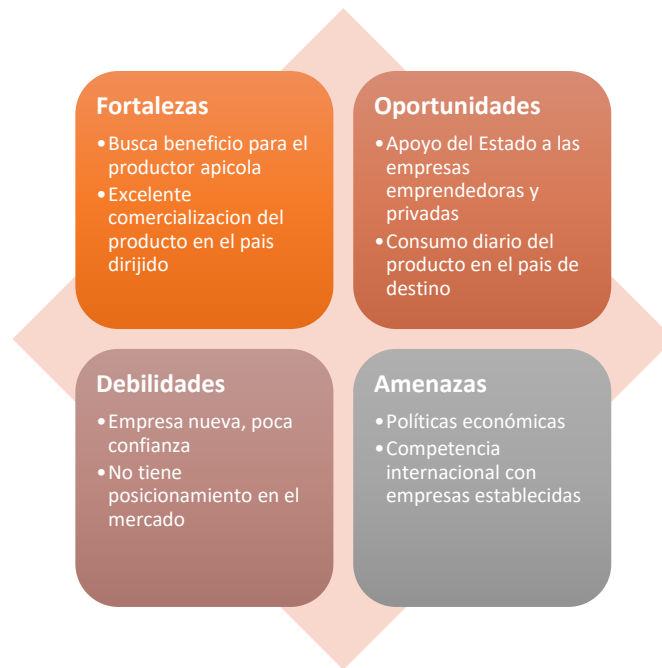 Fortalezas
•Busca beneficio para el
productor apicola
•Excelente
comercializacion del
producto en el pais
dirijido
Oportunidades
•Apoyo del Estado a las
empresas
emprendedoras y
privadas
•Consumo diario del
producto en el pais de
destino
Debilidades
•Empresa nueva, poca
confianza
•No tiene
posicionamiento en el
mercado
Amenazas
•Políticas económicas
•Competencia
internacional con
empresas establecidas